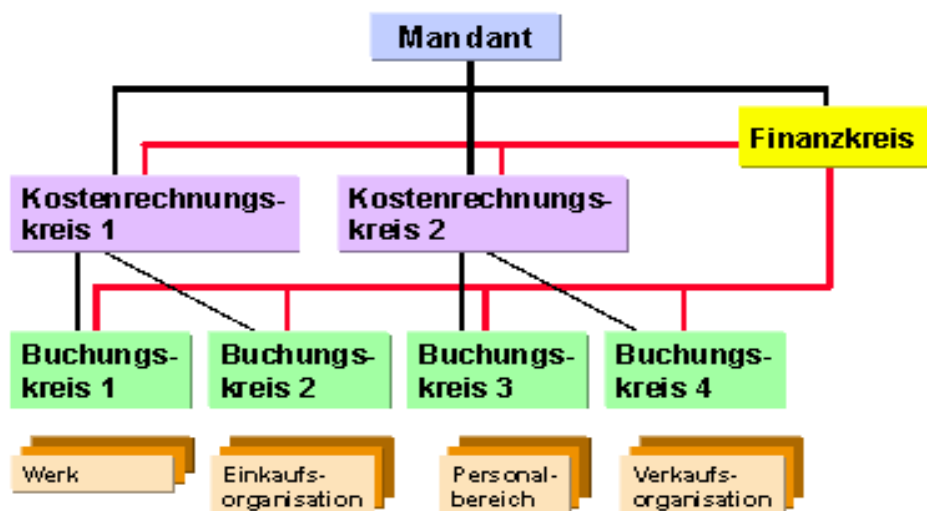 Mandant
Finanzkreis
Kostenrechnungs-
kreis 1
Kostenrechnungs-
kreis 2
Buchungs-
kreis 1
Buchungs-
kreis 2
Buchungs-
kreis 3
Buchungs-
kreis 4
Werk
Einkaufs-
organisation
Personal-
bereich
Verkaufs-
organisation